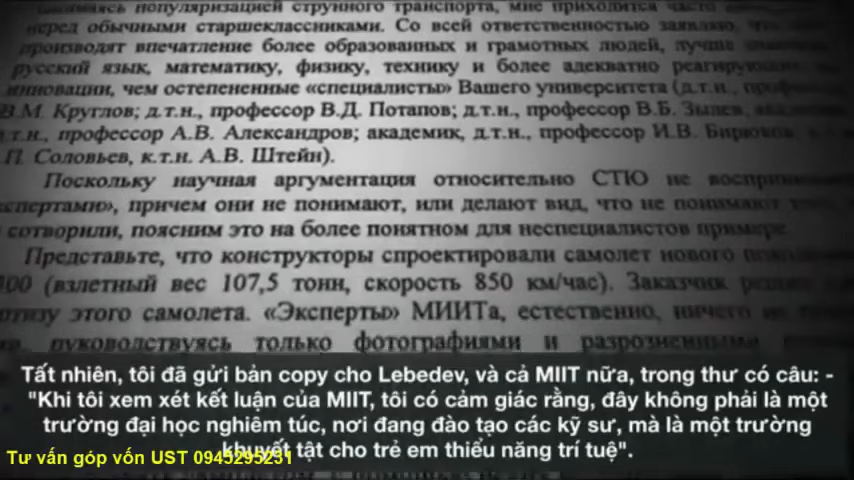 популяризацией струнного транспорта, мне приходится часто
перед обычными старшеклассниками. Со всей ответственностью заявляю, что
производят впечатление более образованных и грамотных людей, лучше
русский язык, математику, физику, технику и более адекватно
инновации, чем остепененные «специалисты» Вашего университета (д.т.н.,
В.М. Круглов; д.т.н., профессор В.Д. Потапов; д.т.н., профессор В.Б. Зылев,
профессор А.В. Александров; академик, д.т.н., профессор И.В.
П. Соловьев, к.т.н. А.В. Штейн).
Поскольку научная аргументация относительно СТЮ не
причем они не понимают, или делают вид, что не понимают
сотворили, поясним это на более понятном для неспециалистов примере
Представьте, что конструкторы спроектировали самолет нового
(взлетный вес 107,5 тонн, скорость 850 км/час). Заказчик
этого самолета. «Эксперты» МИИТа, естественно, ничего не
руководствуясь только фотографиями и разрозненными
Tất nhiên, tôi đã gửi bản copy cho Lebedev, và cả MIIT nữa, trong thư có câu: -
"Khi tôi xem xét kết luận của MIIT, tôi có cảm giác rằng, đây không phải là một
trường đại học nghiêm túc, nơi đang đào tạo các kỹ sư, mà là một trường
khuyết tật cho trẻ em thiểu năng trí tuệ".
Tư vấn góp vốn UST 0945295231